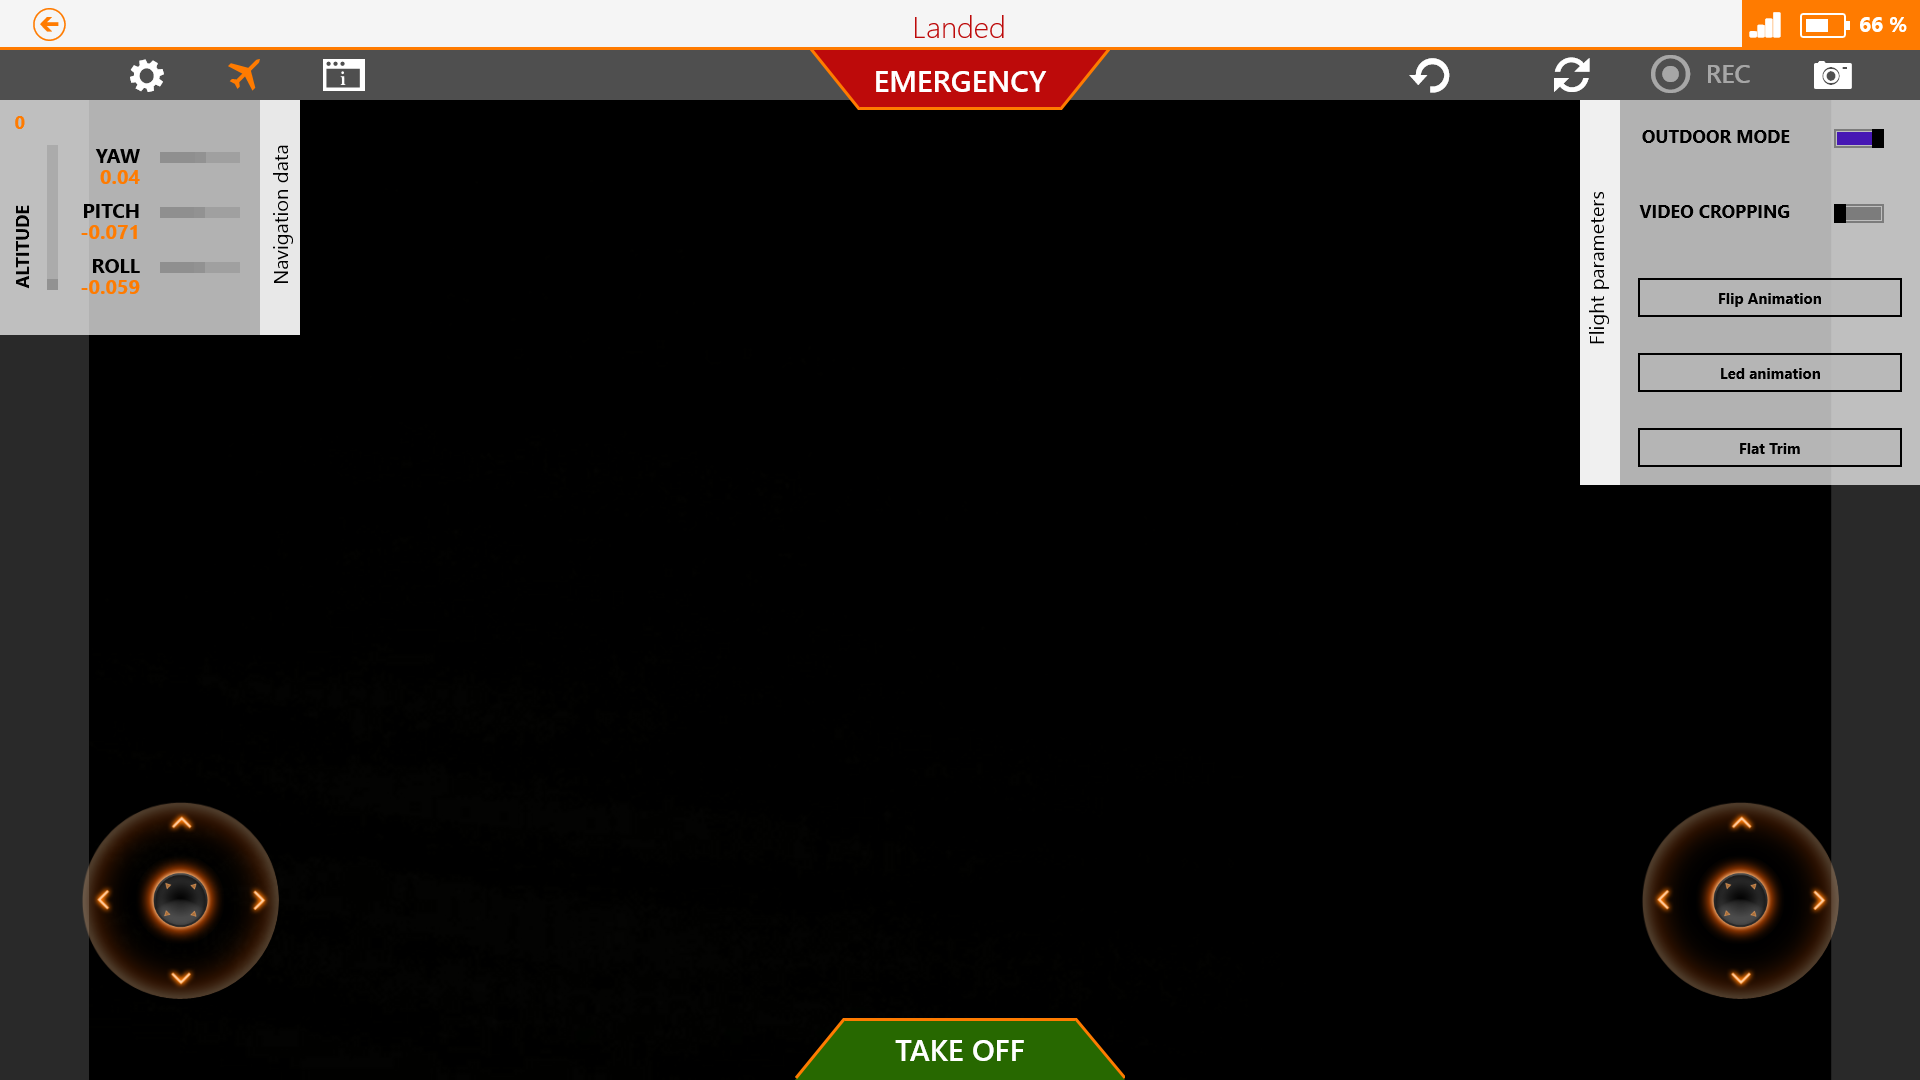 Landed
66 %
EMERGENCY
REC
0
ALTITUDE
YAW
0.04
PITCH
-0.071
ROLL
-0.059
Navigation data
Flight parameters
OUTDOOR MODE
VIDEO CROPPING
Flip Animation
Led animation
Flat Trim
TAKE OFF